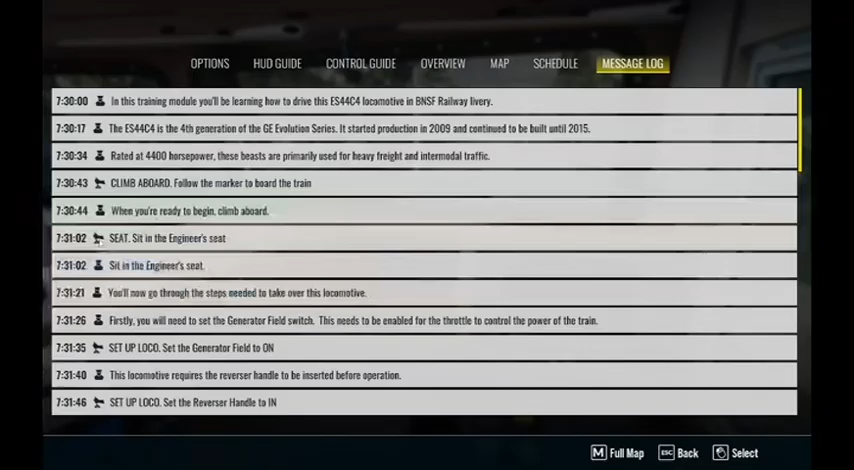 OPTIONS HUD GUIDE CONTROL GUIDE OVERVIEW MAP SCHEDULE MESSAGE LOG
7:30:00 In this training module you'll be learning how to drive this ES44C4 locomotive in BNSF Railway livery.
7:30:17 The ES44C4 is the 4th generation of the GE Evolution Series. It started production in 2009 and continued to be built until 2015.
7:30:34 Rated at 4400 horsepower, these beasts are primarily used for heavy freight and intermodal traffic.
7:30:43 CLIMB ABOARD. Follow the marker to board the train
7:30:44 When you're ready to begin, climb aboard.
7:31:02 SEAT. Sit in the Engineer's seat
7:31:02 Sit in the Engineer's seat.
7:31:21 You'll now go through the steps needed to take over this locomotive.
7:31:26 Firstly, you will need to set the Generator Field switch. This needs to be enabled for the throttle to control the power of the train.
7:31:35 SET UP LOCO. Set the Generator Field to ON
7:31:40 This locomotive requires the reverser handle to be inserted before operation.
7:31:46 SET UP LOCO. Set the Reverser Handle to IN
M Full Map ESC Back Select